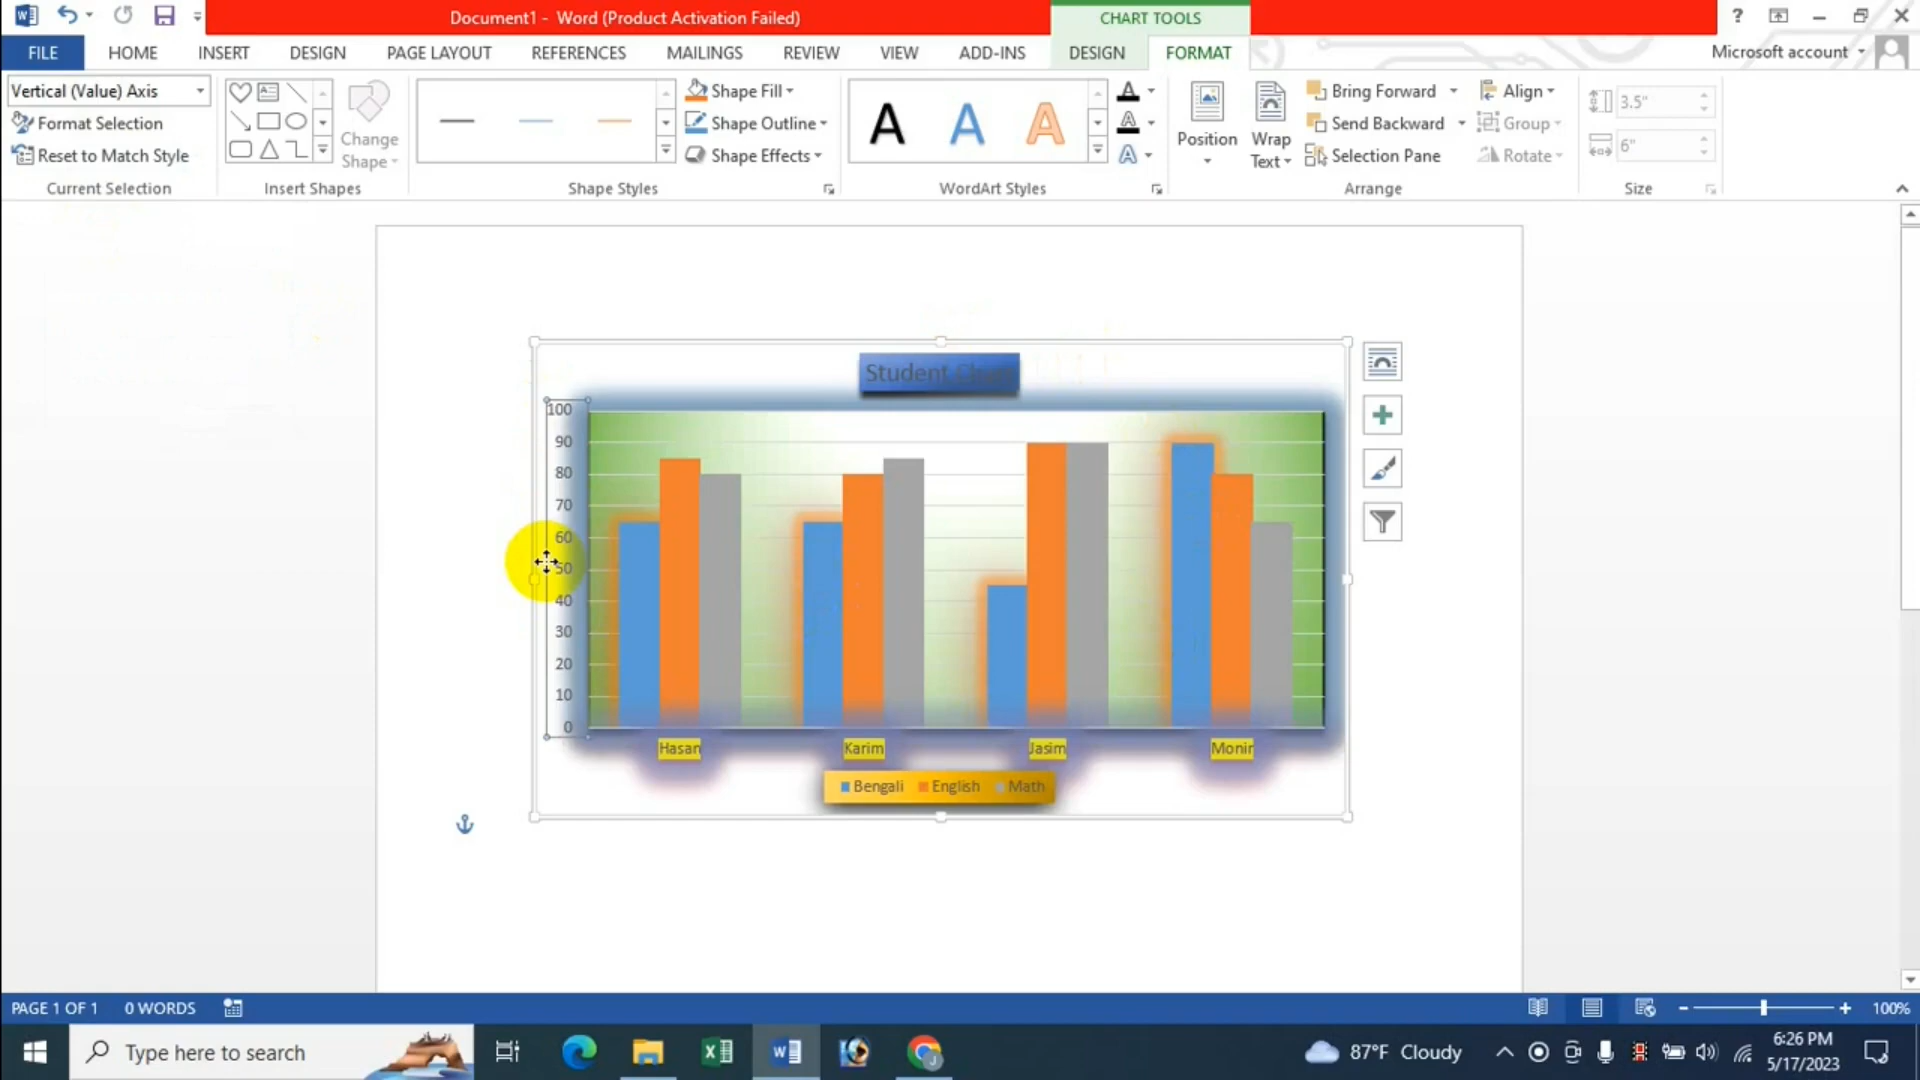 Document1 - Word (Product Activation Failed)
CHART TOOLS
?
FILE
HOME
INSERT
DESIGN
PAGE LAYOUT
REFERENCES
MAILINGS
REVIEW
VIEW
ADD-INS
DESIGN
FORMAT
Microsoft account
Vertical (Value) Axis
Format Selection
Reset to Match Style
Current Selection
Change
Shape
Insert Shapes
Shape Fill
Shape Outline
Shape Effects
Shape Styles
A A A
A
A
A
WordArt Styles
Position
Wrap
Text
Bring Forward
Send Backward
Selection Pane
Align
Group
Rotate
Arrange
3.5"
6"
Size
Student
100
90
80
70
60
50
40
30
20
10
0
Hasan
Karim
Jasim
Monir
Bengali English Math
PAGE 1 OF 1
0 WORDS
100%
Type here to search
87°F Cloudy
6:26 PM
5/17/2023